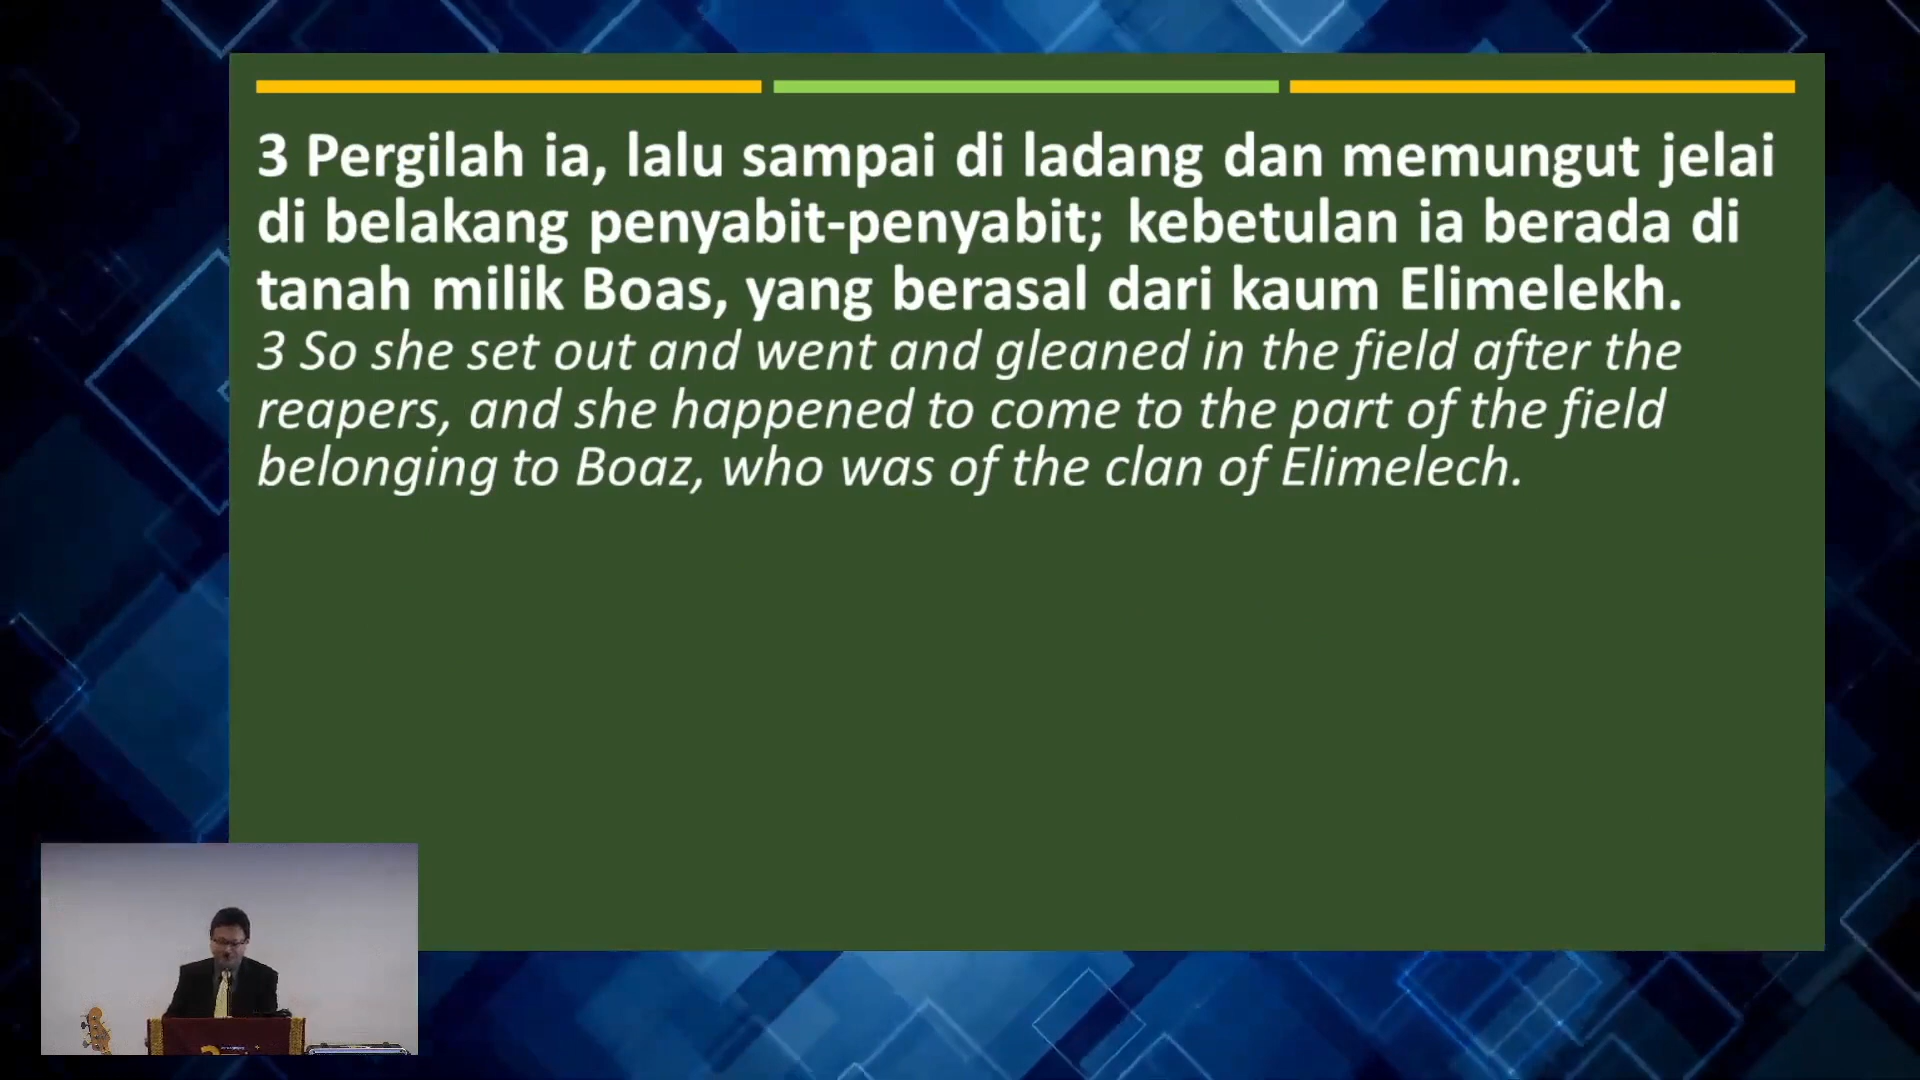 3 Pergilah ia, lalu sampai di ladang dan memungut jelai
di belakang penyabit-penyabit; kebetulan ia berada di
tanah milik Boas, yang berasal dari kaum Elimelekh.
3 So she set out and went and gleaned in the field after the
reapers, and she happened to come to the part of the field
belonging to Boaz, who was of the clan of Elimelech.